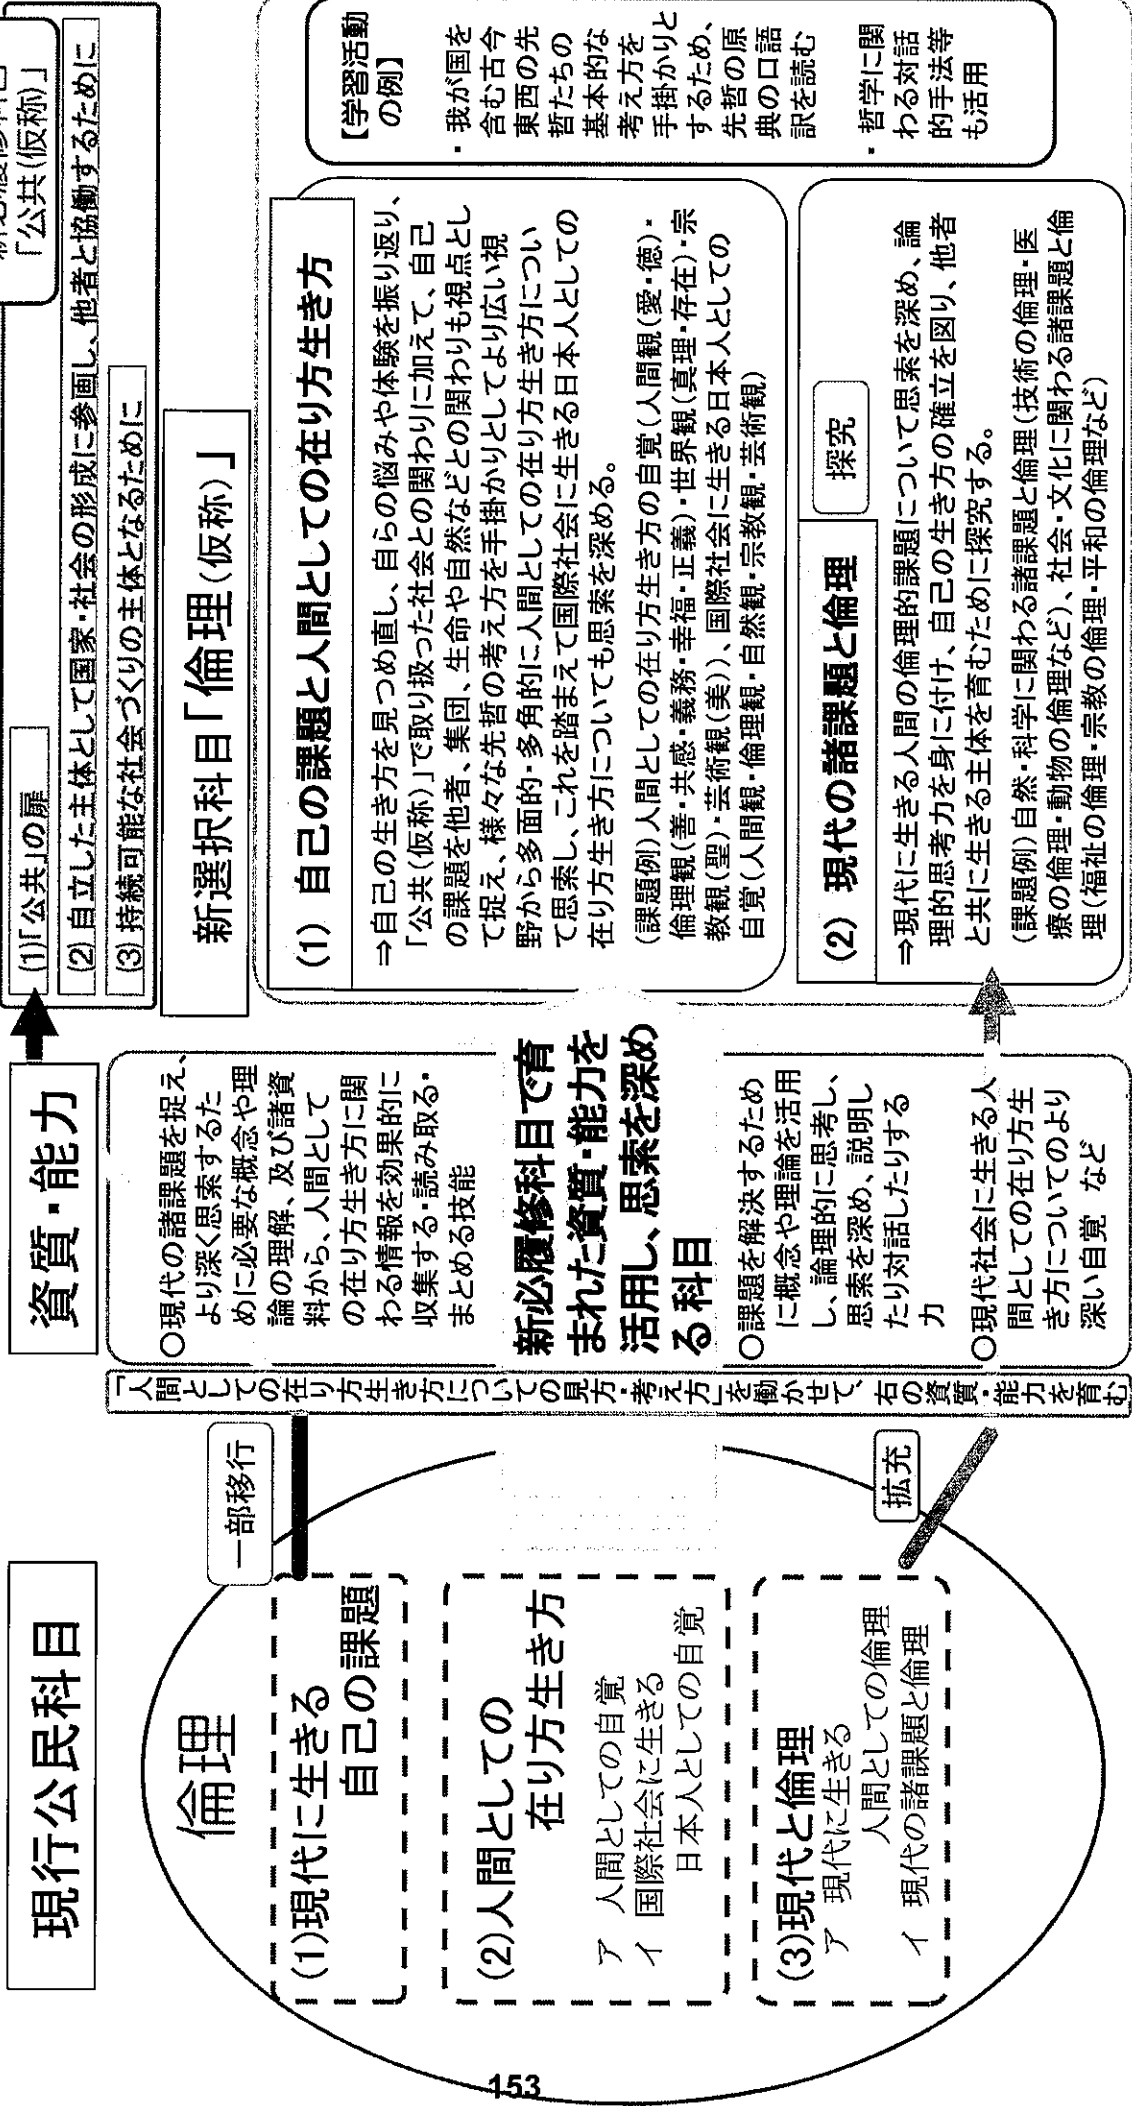 現行公民科目
倫理
(1)現代に生きる
自己の課題
(2)人間としての
在り方生き方
ア 人間としての自覚
イ 国際社会に生きる
日本人としての自覚
(3)現代と倫理
ア 現代に生きる
人間としての倫理
イ 現代の諸課題と倫理
一部移行
拡充
「人間としての在り方生き方についての見方・考え方」を働かせて、右の資質・能力を育む
資質・能力
○現代の諸課題を捉え、
より深く思索するた
めに必要な概念や理
論の理解、及び諸資
料から、人間として
の在り方生き方に関
わる情報を効果的に
収集する・読み取る・
まとめる技能
新必履修科目で育
まれた資質・能力を
活用し、思索を深め
る科目
○課題を解決するため
に概念や理論を活用
し、論理的に思考し、
思索を深め、説明し
たり対話したりする
力
○現代社会に生きる人
間としての在り方生
き方についてのより
深い自覚 など
「公共(仮称)」
(1)「公共」の扉
(2) 自立した主体として国家・社会の形成に参画し、他者と協働するために
(3) 持続可能な社会づくりの主体となるために
新選択科目「倫理(仮称)」
(1) 自己の課題と人間としての在り方生き方
⇒自己の生き方を見つめ直し、自らの悩みや体験を振り返り、
「公共(仮称)」で取り扱った社会との関わりに加えて、自己
の課題を他者、集団、生命や自然などとの関わりも視点とし
て捉え、様々な先哲の考え方を手掛かりとしてより広い視
野から多面的・多角的に人間としての在り方生き方につい
て思索し、これを踏まえて国際社会に生きる日本人としての
在り方生き方についても思索を深める。
(課題例)人間としての在り方生き方の自覚(人間観(愛・徳)・
倫理観(善・共感・義務・幸福・正義)・世界観(真理・存在)・宗
教観(聖)・芸術観(美))、国際社会に生きる日本人としての
自覚(人間観・倫理観・自然観・宗教観・芸術観)
(2) 現代の諸課題と倫理
探究
⇒現代に生きる人間の倫理的課題について思索を深め、論
理的思考力を身に付け、自己の生き方の確立を図り、他者
と共に生きる主体を育むために探究する。
(課題例)自然・科学に関わる諸課題と倫理(技術の倫理・医
療の倫理・動物の倫理など)、社会・文化に関わる諸課題と倫
理(福祉の倫理・宗教の倫理・平和の倫理など)
【学習活動
の例】
・我が国を
含む古今
東西の先
哲たちの
基本的な
考え方を
手掛かりと
するため、
先哲の原
典の口語
訳を読む
・哲学に関
わる対話
的手法等
も活用
153